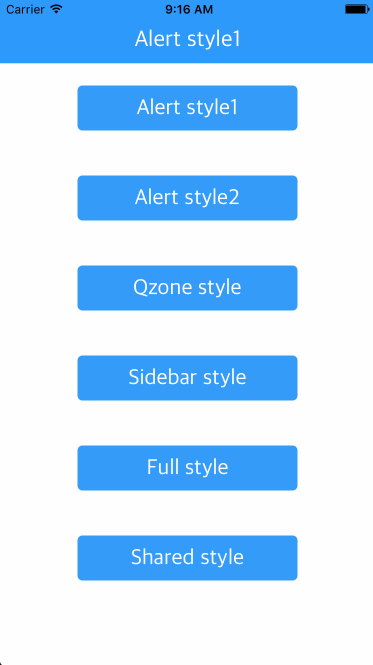 Carrier 9:16 AM
Alert style1
Alert style1
Alert style2
Qzone style
Sidebar style
Full style
Shared style